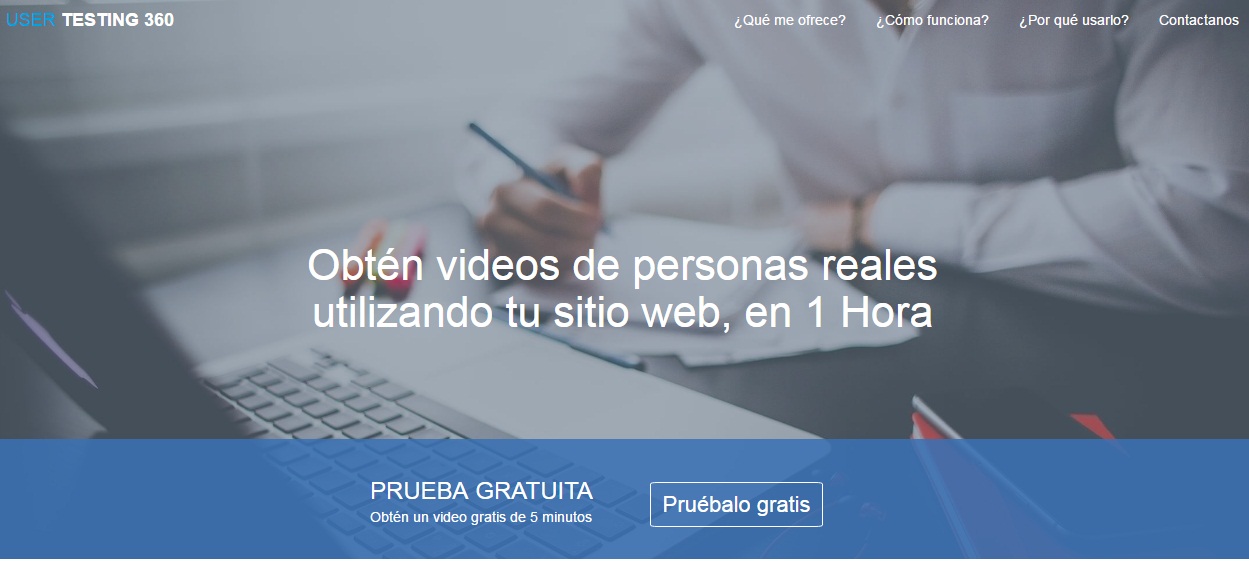 USER TESTING 360
¿Qué me ofrece?
¿Cómo funciona?
¿Por qué usarlo?
Contactanos
Obtén videos de personas reales
utilizando tu sitio web, en 1 Hora
PRUEBA GRATUITA
Obtén un video gratis de 5 minutos
Pruébalo gratis